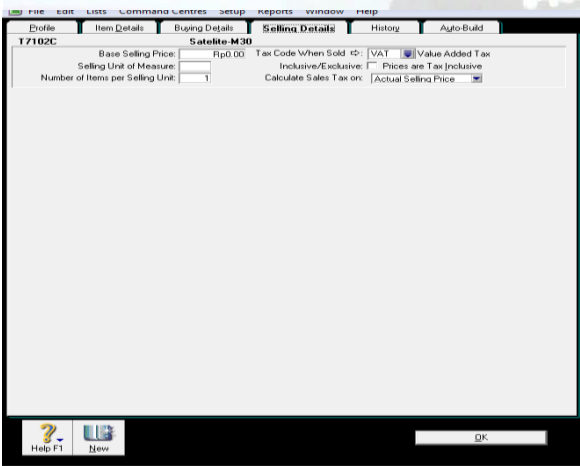 File Edit Lists Command Centres Setup Reports Window Help
Profile Item Details Buying Details Selling Details History Auto-Build
T7102C Satelite-M30
Base Selling Price: Rp0.00 Tax Code When Sold ⇨: VAT Value Added Tax
Selling Unit of Measure: Inclusive/Exclusive: Prices are Tax Inclusive
Number of Items per Selling Unit: 1 Calculate Sales Tax on: Actual Selling Price
Help F1 New OK